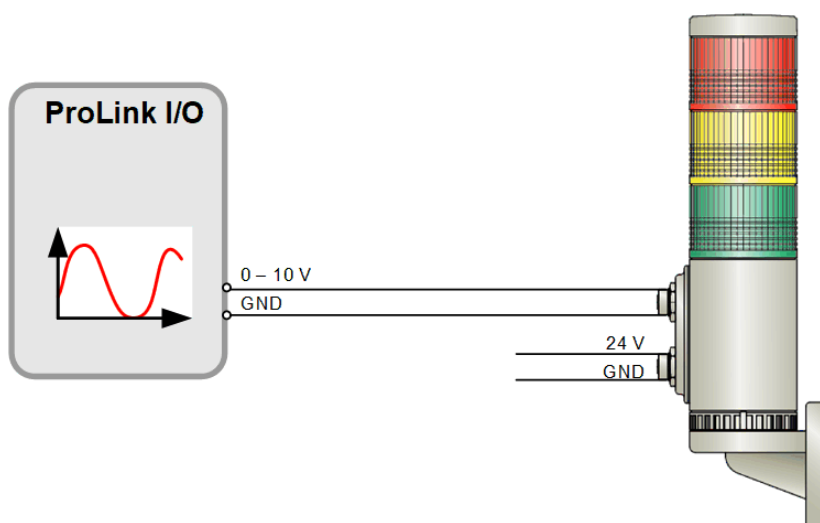 ProLink I/O
0 – 10 V
GND
24 V
GND